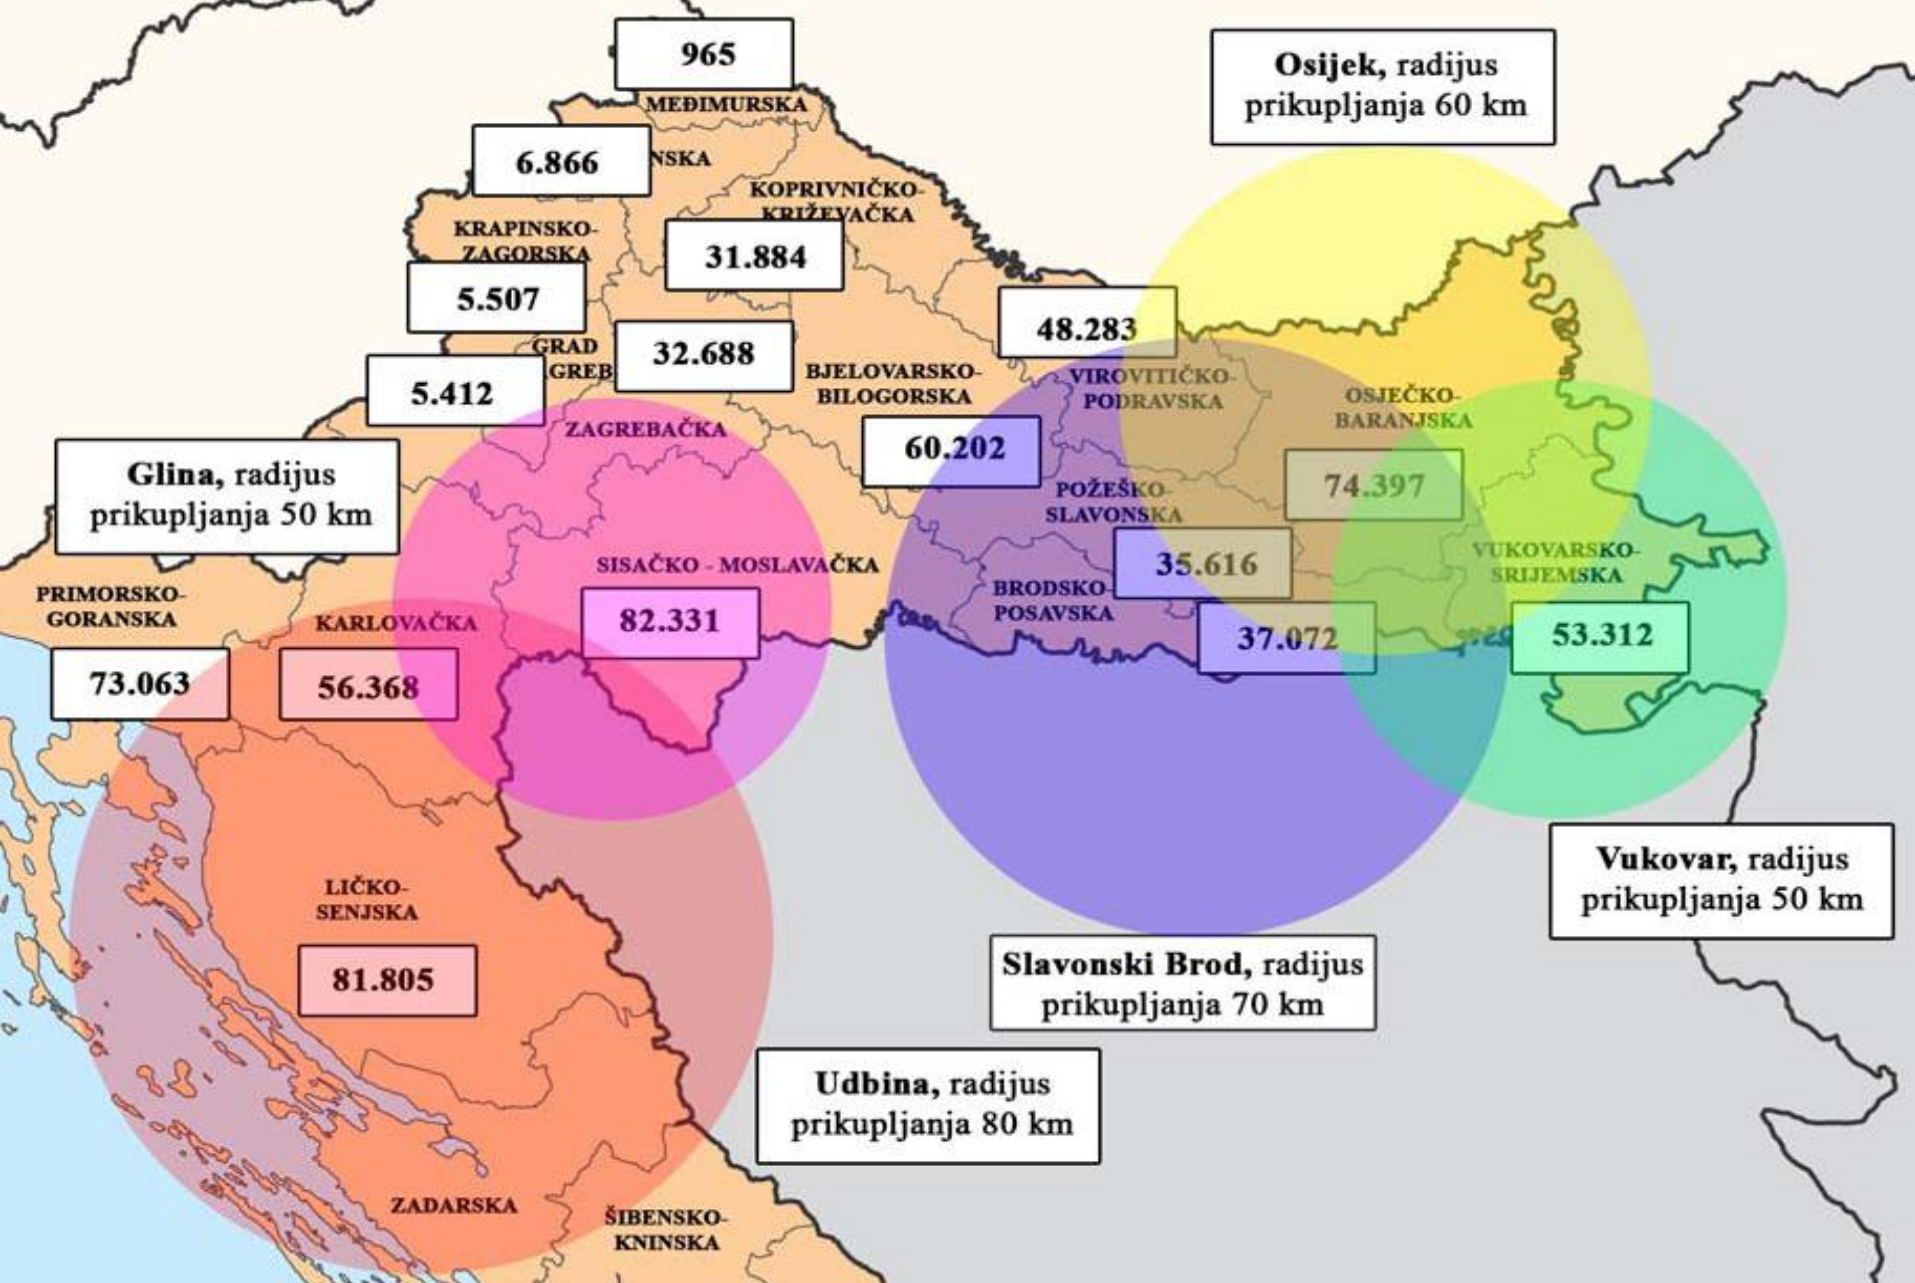 965
MEĐIMURSKA
6.866
NSKA
KOPRIVNIČKO-
KRIŽEVAČKA
KRAPINSKO-
ZAGORSKA
31.884
5.507
GRAD
GREB
32.688
5.412
BJELOVARSKO-
BILOGORSKA
48.283
Osijek, radijus
prikupljanja 60 km
VIROVITIČKO-
PODRAVSKA
OSJEČKO-
BARANJSKA
ZAGREBAČKA
60.202
74.397
Glina, radijus
prikupljanja 50 km
POŽEŠKO-
SLAVONSKA
35.616
SISAČKO - MOSLAVAČKA
82.331
BRODSKO-
POSAVSKA
37.072
VUKOVARSKO-
SRIJEMSKA
53.312
PRIMORSKO-
GORANSKA
73.063
KARLOVAČKA
56.368
LIČKO-
SENJSKA
81.805
Vukovar, radijus
prikupljanja 50 km
Slavonski Brod, radijus
prikupljanja 70 km
Udbina, radijus
prikupljanja 80 km
ZADARSKA
ŠIBENSKO-
KNINSKA